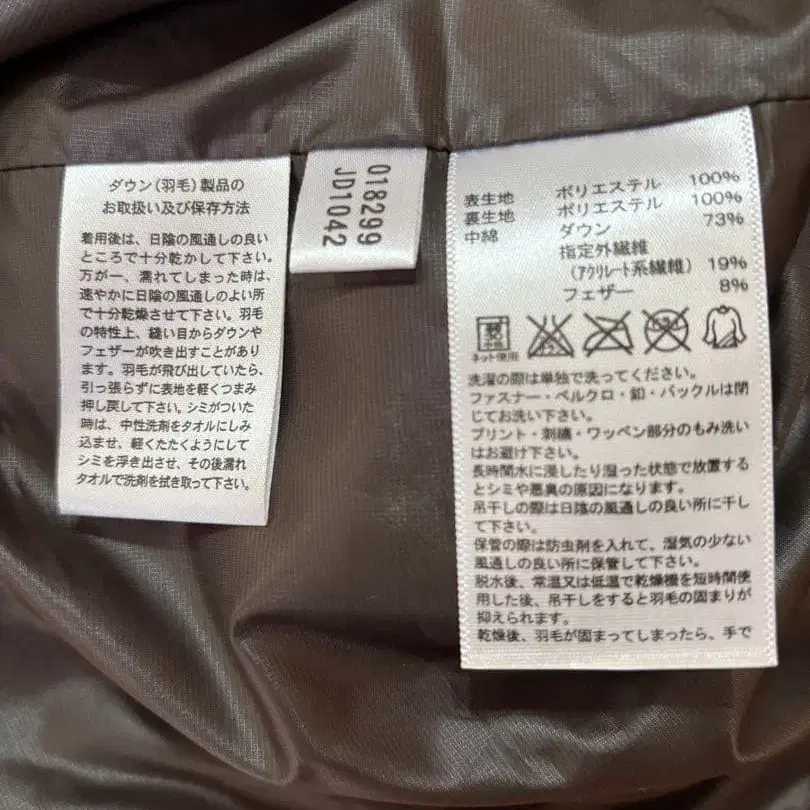 ダウン(羽毛)製品の
お取扱い及び保存方法
着用後は、日陰の風通しの良い
ところで十分乾かして下さい。
万が一、濡れてしまった時は、
速やかに日陰の風通しのよい所
で十分乾燥させて下さい。羽毛
の特性上、縫い目からダウンや
フェザーが吹き出すことがあり
ます。羽毛が飛び出していたら、
引っ張らずに表地を軽くつまみ
押し戻して下さい。シミがついた
時は、中性洗剤をタオルにしみ
込ませ、軽くたたくようにして
シミを浮き出させ、その後濡れ
タオルで洗剤を拭き取って下さい。
018299
JD1042
表生地 ポリエステル 100%
裏生地 ポリエステル 100%
中綿 ダウン 73%
指定外繊維
(アクリレート系繊維) 19%
フェザー 8%
ネット使用
洗濯の際は単独で洗ってください。
ファスナー・ベルクロ・釦・バックルは閉
じてお洗い下さい。
プリント・刺繍・ワッペン部分のもみ洗い
はお避け下さい。
長時間水に浸したり湿った状態で放置する
とシミや悪臭の原因になります。
吊干しの際は日陰の風通しの良い所に干し
て下さい。
保管の際は防虫剤を入れて、湿気の少ない
風通しの良い所に保管して下さい。
脱水後、常温又は低温で乾燥機を短時間使
用した後、吊干しをすると羽毛の固まりが
抑えられます。
乾燥後、羽毛が固まってしまったら、手で